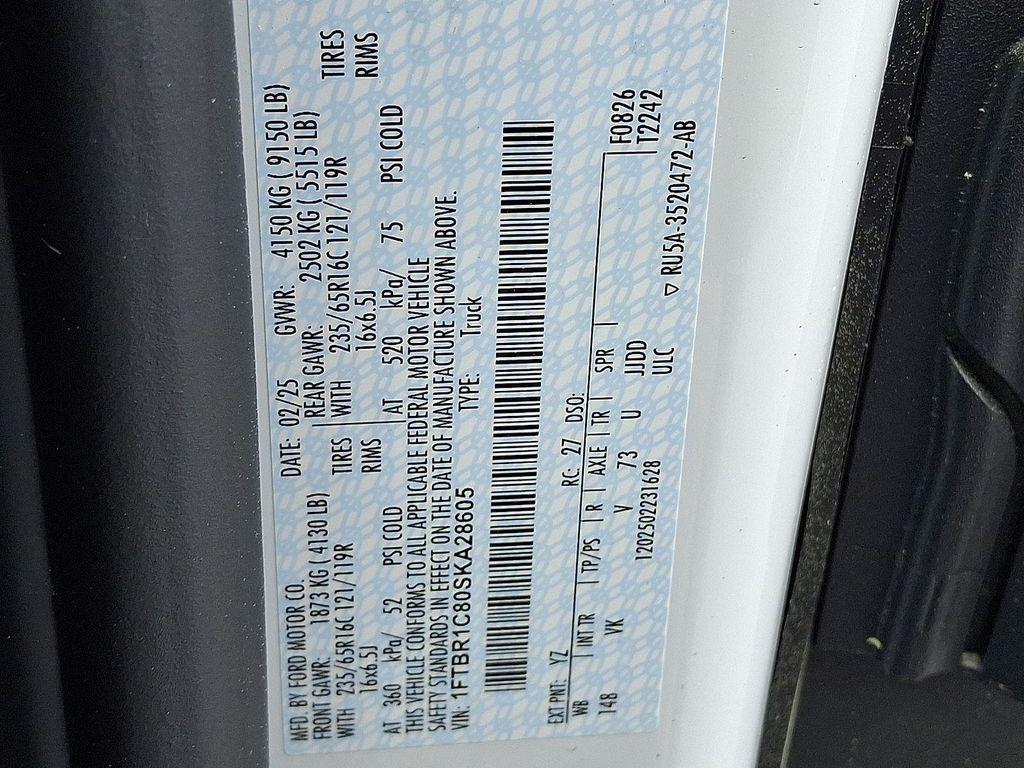 MFD. BY FORD MOTOR CO.
DATE: 02/25 GVWR: 4150 KG ( 9150 LB)
FRONT GAWR: 1873 KG ( 4130 LB)
REAR GAWR: 2502 KG ( 5515 LB)
WITH 235/65R16C 121/119R TIRES
WITH 235/65R16C 121/119R TIRES
16x6.5J RIMS
16x6.5J RIMS
AT 360 kPa/ 52 PSI COLD
AT 520 kPa/ 75 PSI COLD
THIS VEHICLE CONFORMS TO ALL APPLICABLE FEDERAL MOTOR VEHICLE
SAFETY STANDARDS IN EFFECT ON THE DATE OF MANUFACTURE SHOWN ABOVE.
VIN: 1FTBR1C80SKA28605 TYPE: Truck
EXT PNT: YZ RC: 27 DSO:
WB INT TR TP/PS R AXLE TR SPR F0826
148 VK V 73 U JJDD T2242
1202502231628 ULC
▽ RU5A-3520472-AB